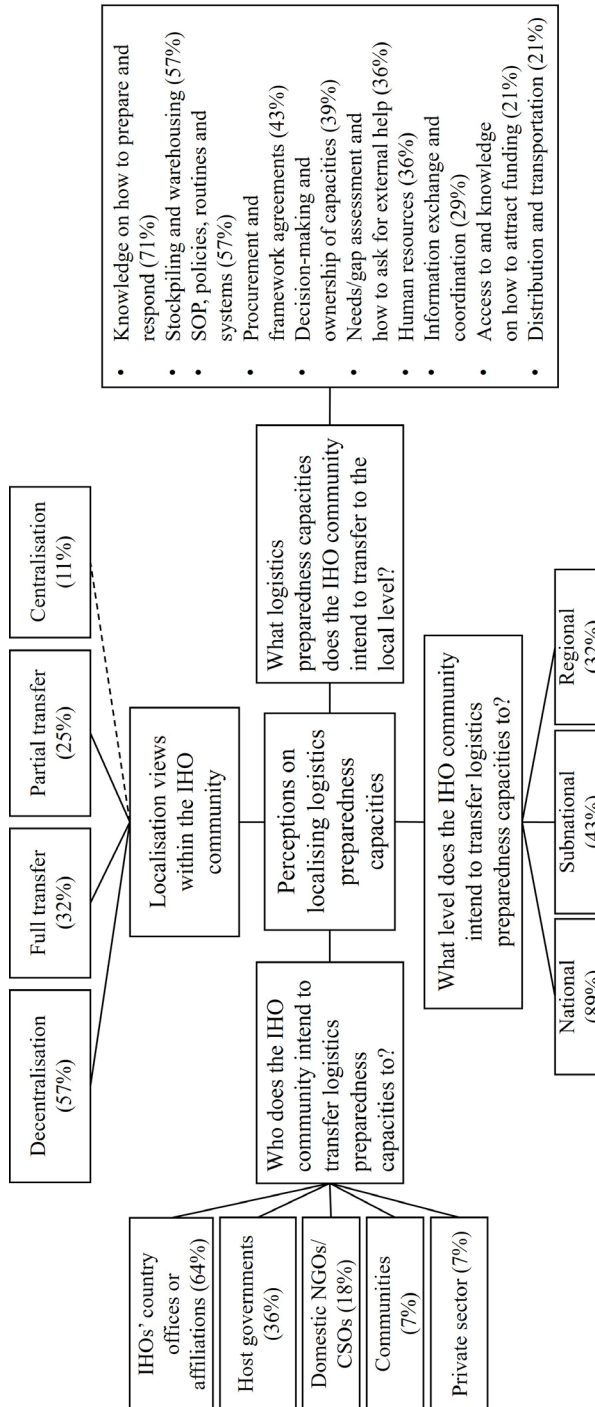 Decentralisation
(57%)
Full transfer
(32%)
Partial transfer
(25%)
Centralisation
(11%)
Localisation views
within the IHO
community
IHOs' country
offices or
affiliations (64%)
Host governments
(36%)
Domestic NGOs/
CSOs (18%)
Communities
(7%)
Private sector (7%)
Who does the IHO
community intend to
transfer logistics
preparedness
capacities to?
Perceptions on
localising logistics
preparedness
capacities
What logistics
preparedness capacities
does the IHO community
intend to transfer to the
local level?
• Knowledge on how to prepare and
respond (71%)
• Stockpiling and warehousing (57%)
• SOP, policies, routines and
systems (57%)
• Procurement and
framework agreements (43%)
• Decision-making and
ownership of capacities (39%)
• Needs/gap assessment and
how to ask for external help (36%)
• Human resources (36%)
• Information exchange and
coordination (29%)
• Access to and knowledge
on how to attract funding (21%)
• Distribution and transportation (21%)
What level does the IHO community
intend to transfer logistics
preparedness capacities to?
National
(89%)
Subnational
(43%)
Regional
(32%)